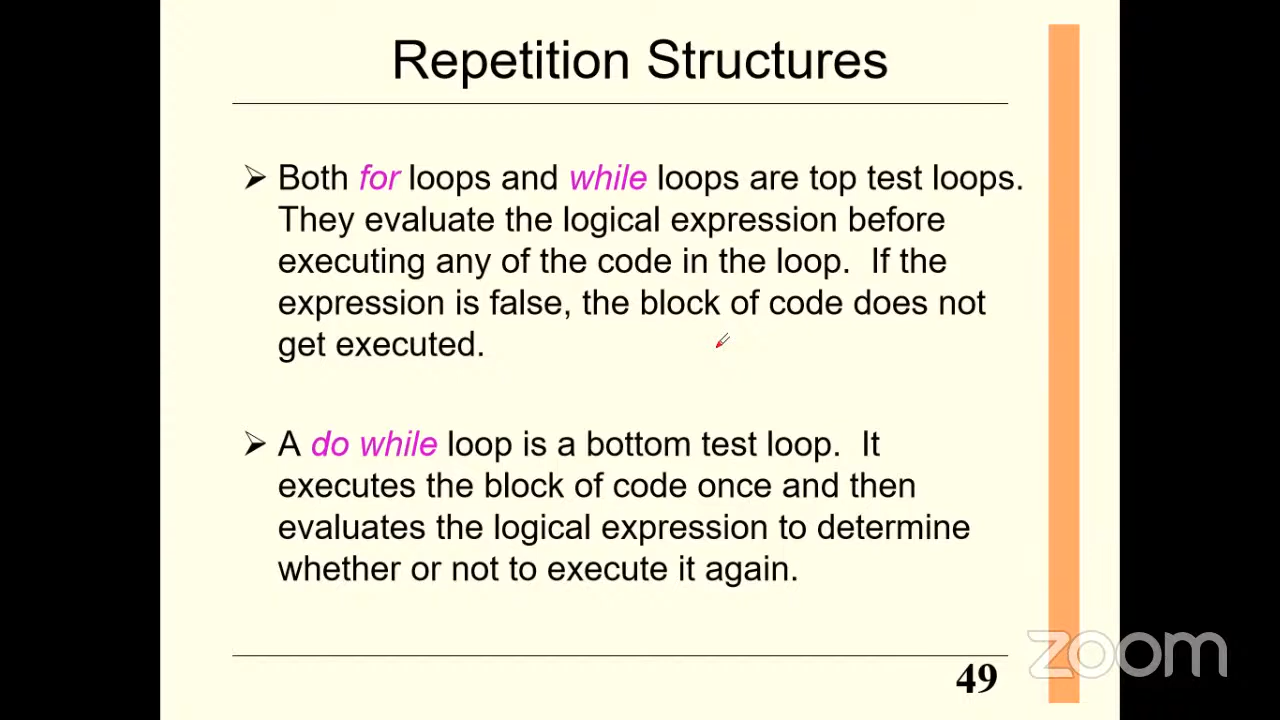 Repetition Structures
➢ Both for loops and while loops are top test loops.
They evaluate the logical expression before
executing any of the code in the loop.  If the
expression is false, the block of code does not
get executed.
➢ A do while loop is a bottom test loop.  It
executes the block of code once and then
evaluates the logical expression to determine
whether or not to execute it again.
zoom
49